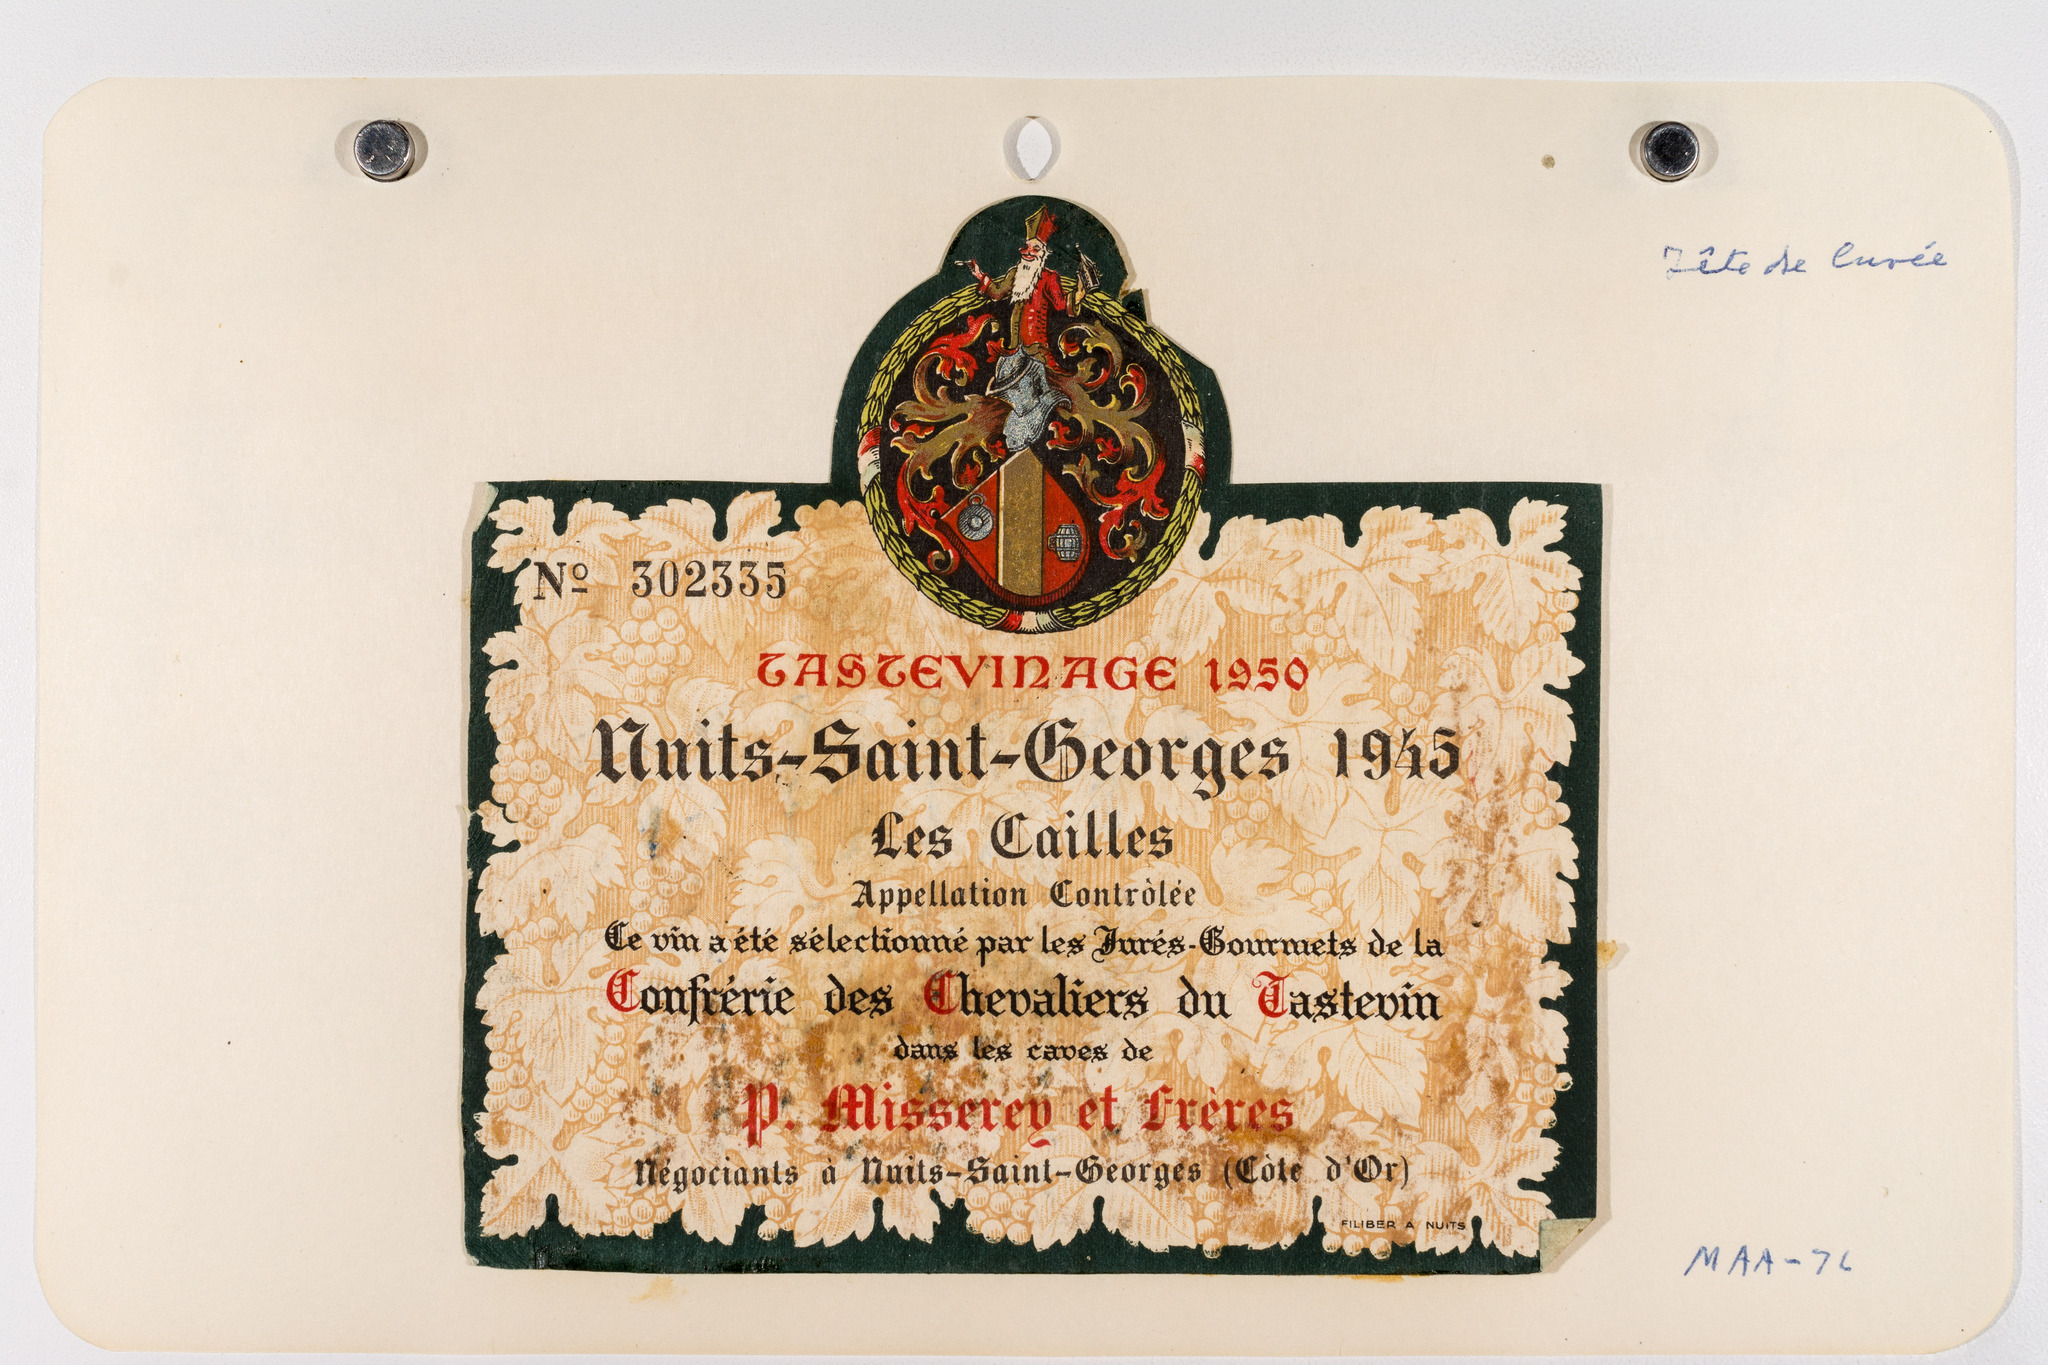 Tête de Cuvée
Nº 302335
TASTEVINAGE 1950
Nuits-Saint-Georges 1945
Les Cailles
Appellation Contrôlée
Ce vin a été sélectionné par les Jurés-Gourmets de la
Confrérie des Chevaliers du Tastevin
dans les caves de
P. Misserey et Frères
Négociants à Nuits-Saint-Georges (Côte d'Or)
FILIBER A NUITS
MAA-76